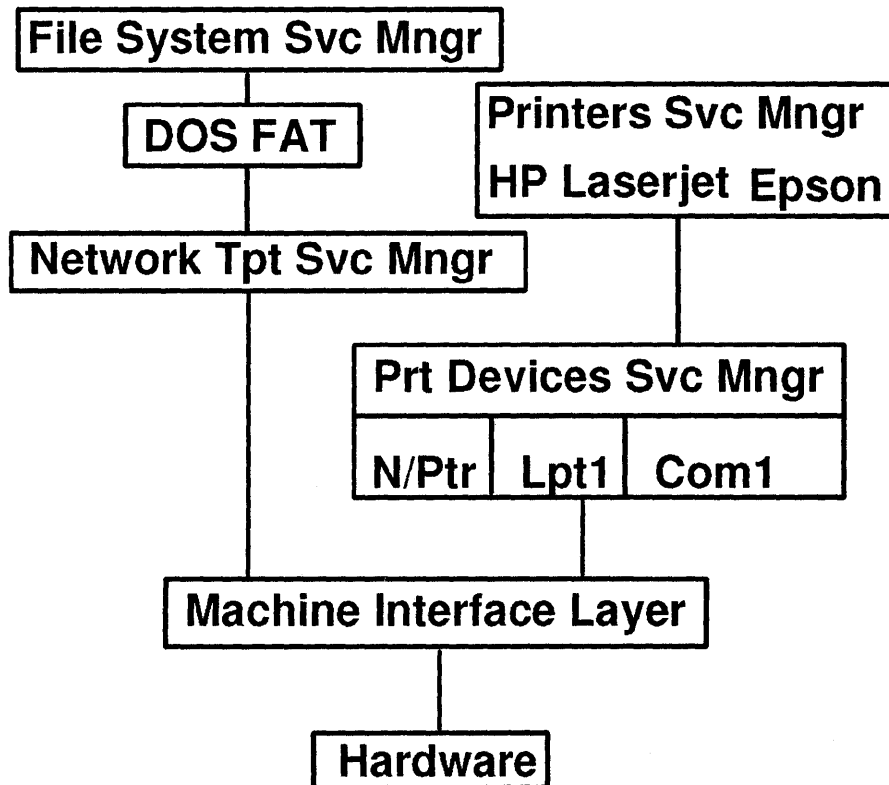 File System Svc Mngr
DOS FAT
Printers Svc Mngr
HP Laserjet Epson
Network Tpt Svc Mngr
Prt Devices Svc Mngr
N/Ptr Lpt1 Com1
Machine Interface Layer
Hardware